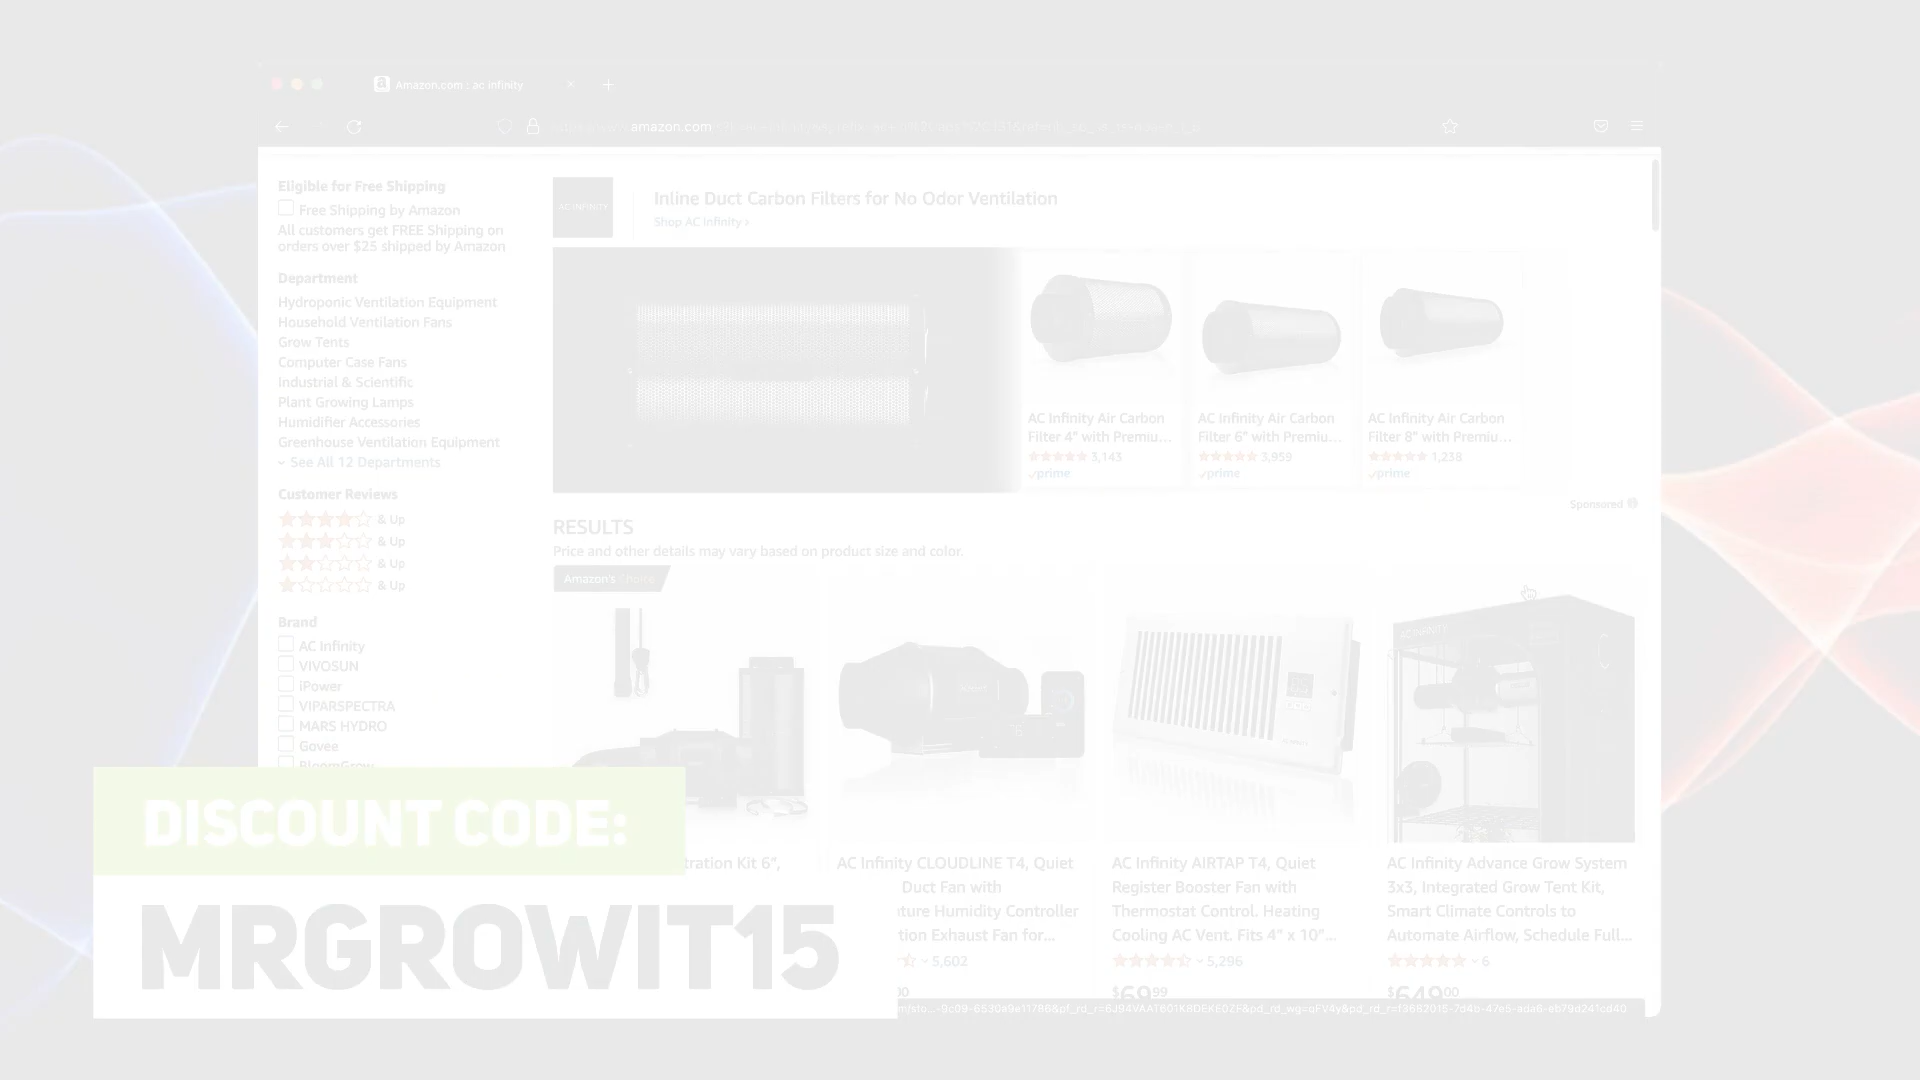 Amazon.com : ac infinity
amazon.com
Eligible for Free Shipping
Free Shipping by Amazon
All customers get FREE Shipping on
orders over $25 shipped by Amazon
Department
Hydroponic Ventilation Equipment
Household Ventilation Fans
Grow Tents
Computer Case Fans
Industrial & Scientific
Plant Growing Lamps
Humidifier Accessories
Greenhouse Ventilation Equipment
See All 12 Departments
Customer Reviews
& Up
& Up
& Up
& Up
Brand
AC Infinity
VIVOSUN
iPower
VIPARSPECTRA
MARS HYDRO
Govee
BloomGrow
AC INFINITY
Inline Duct Carbon Filters for No Odor Ventilation
Shop AC Infinity ›
AC Infinity Air Carbon
Filter 4" with Premiu...
3,143
prime
AC Infinity Air Carbon
Filter 6" with Premiu...
3,959
prime
AC Infinity Air Carbon
Filter 8" with Premiu...
1,238
prime
Sponsored
RESULTS
Price and other details may vary based on product size and color.
Amazon's Choice
AC INFINITY
tration Kit 6",
AC Infinity CLOUDLINE T4, Quiet
Duct Fan with
ture Humidity Controller
tion Exhaust Fan for...
5,602
00
AC Infinity AIRTAP T4, Quiet
Register Booster Fan with
Thermostat Control. Heating
Cooling AC Vent. Fits 4" x 10"...
5,296
$69.99
AC Infinity Advance Grow System
3x3, Integrated Grow Tent Kit,
Smart Climate Controls to
Automate Airflow, Schedule Full...
6
$649.00
DISCOUNT CODE:
MRGROWIT15